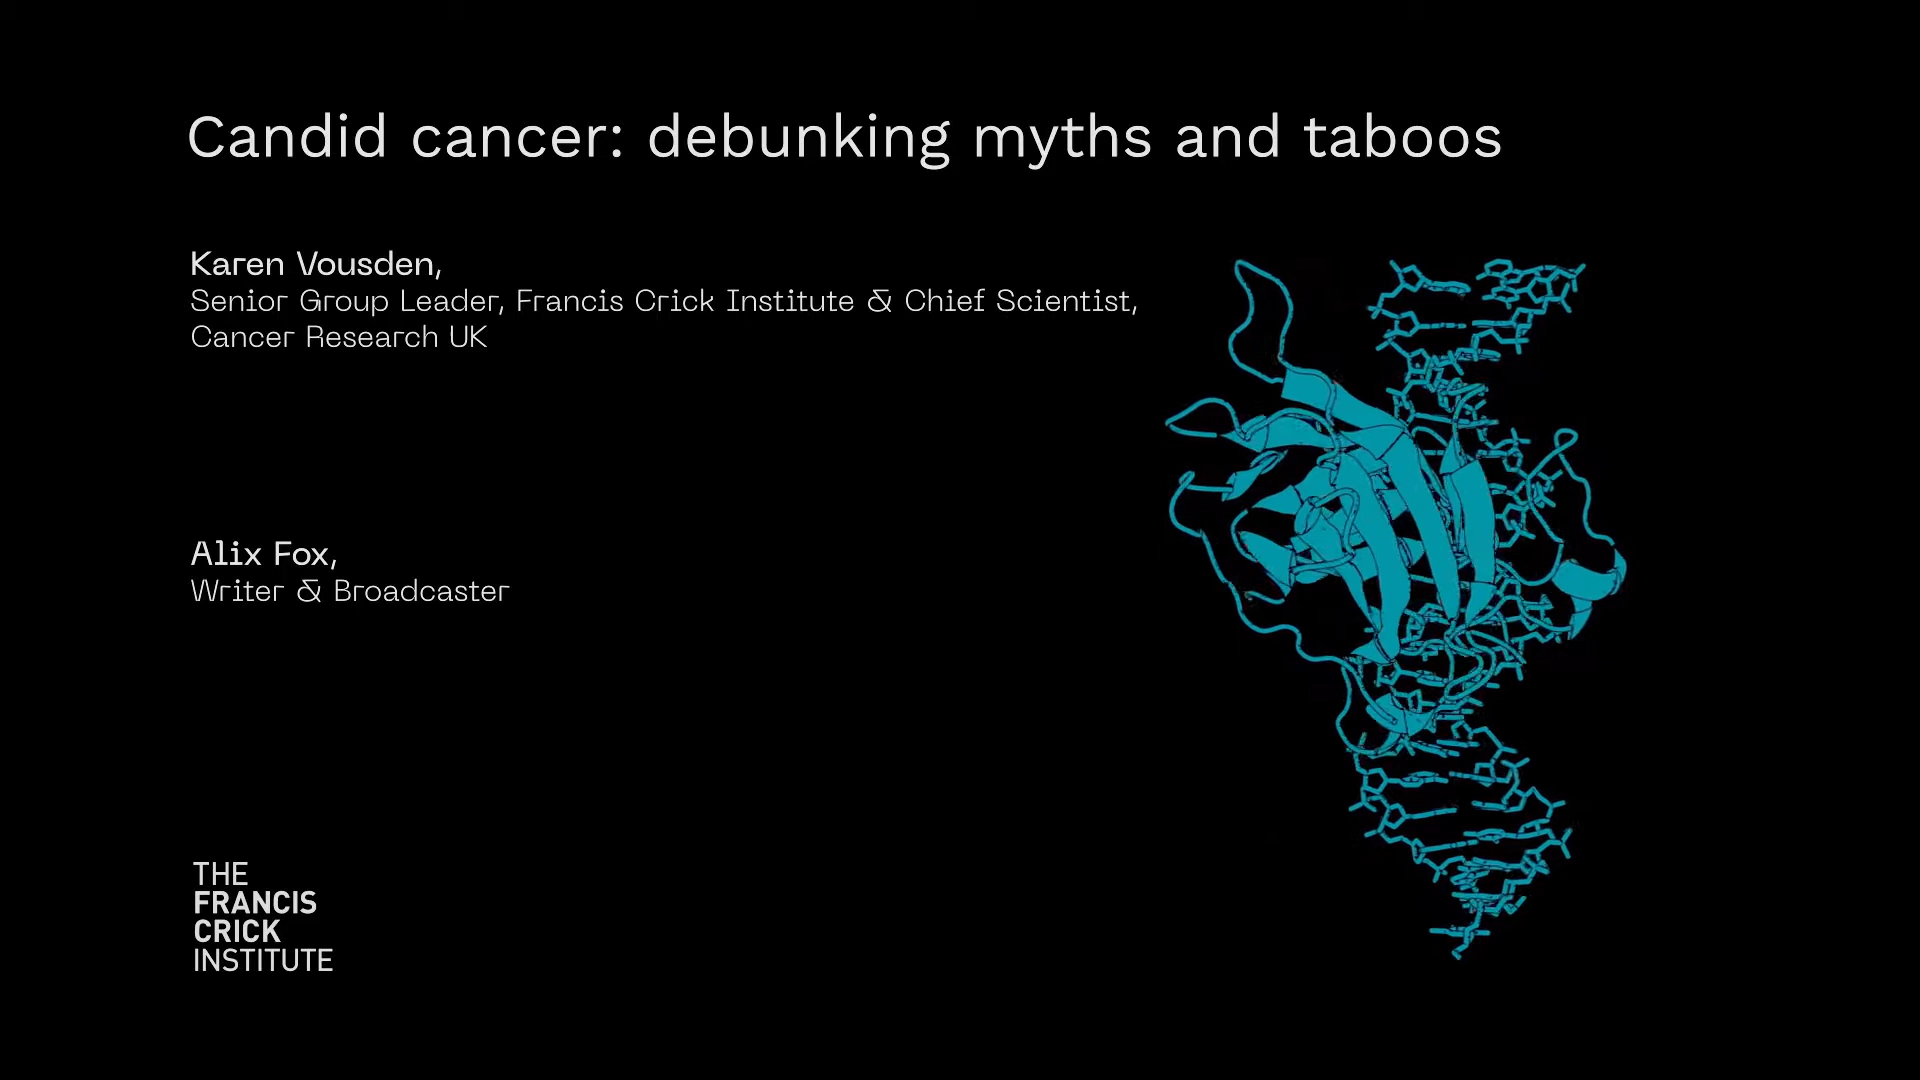 Candid cancer: debunking myths and taboos
Karen Vousden,
Senior Group Leader, Francis Crick Institute & Chief Scientist,
Cancer Research UK
Alix Fox,
Writer & Broadcaster
THE
FRANCIS
CRICK
INSTITUTE